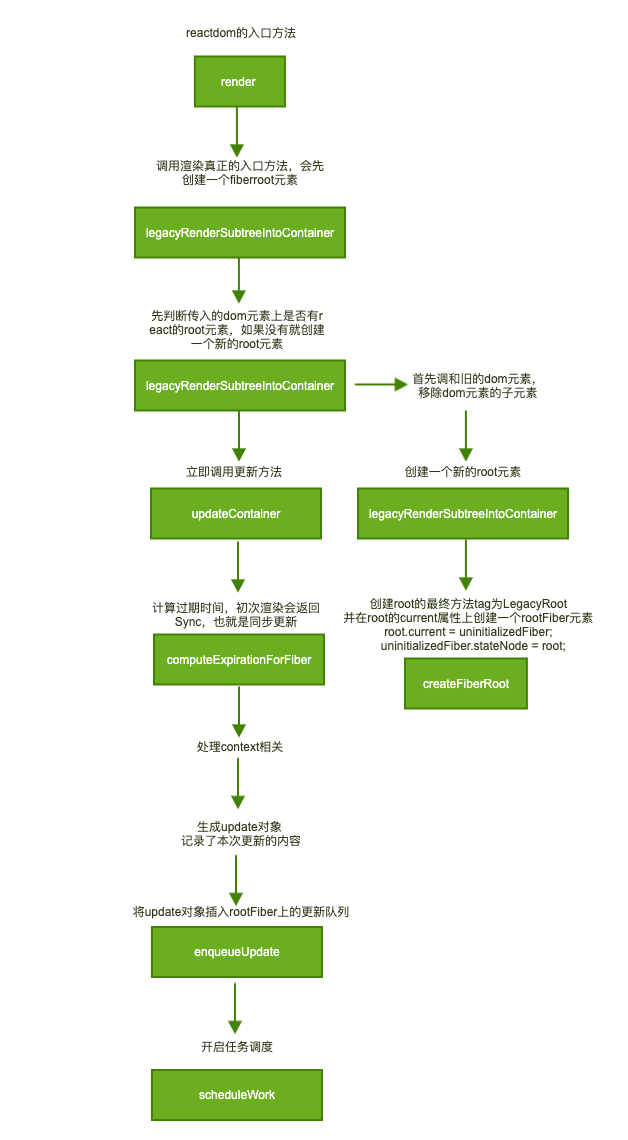 reactdom的入口方法
render
调用渲染真正的入口方法，会先
创建一个fiberroot元素
legacyRenderSubtreeIntoContainer
先判断传入的dom元素上是否有r
eact的root元素，如果没有就创建
一个新的root元素
legacyRenderSubtreeIntoContainer
首先调和旧的dom元素，
移除dom元素的子元素
立即调用更新方法
updateContainer
创建一个新的root元素
legacyRenderSubtreeIntoContainer
计算过期时间，初次渲染会返回
Sync，也就是同步更新
computeExpirationForFiber
创建root的最终方法tag为LegacyRoot
并在root的current属性上创建一个rootFiber元素
root.current = uninitializedFiber;
uninitializedFiber.stateNode = root;
createFiberRoot
处理context相关
生成update对象
记录了本次更新的内容
将update对象插入rootFiber上的更新队列
enqueueUpdate
开启任务调度
scheduleWork